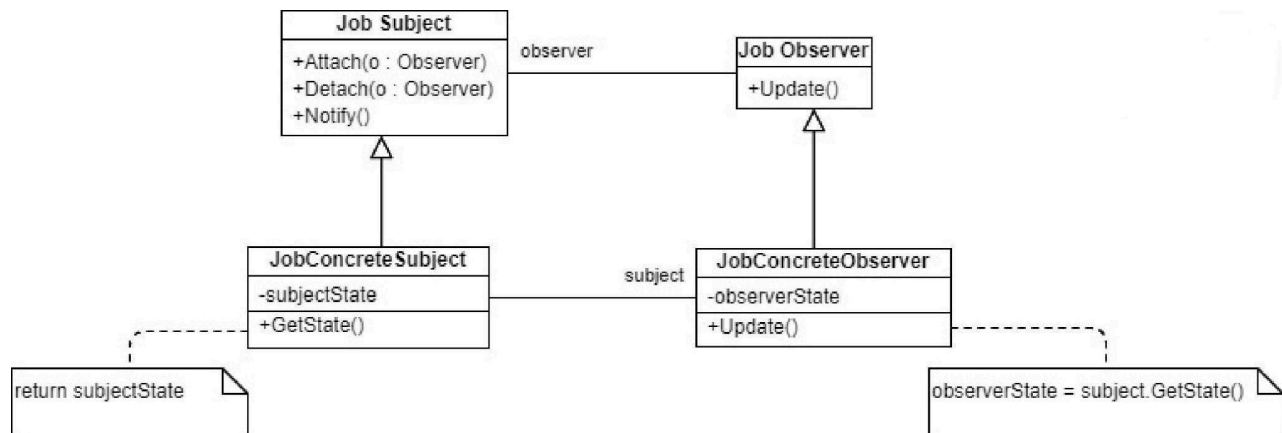 Job Subject
+Attach(o : Observer)
+Detach(o : Observer)
+Notify()
observer
Job Observer
+Update()
JobConcreteSubject
-subjectState
+GetState()
subject
JobConcreteObserver
-observerState
+Update()
return subjectState
observerState = subject.GetState()